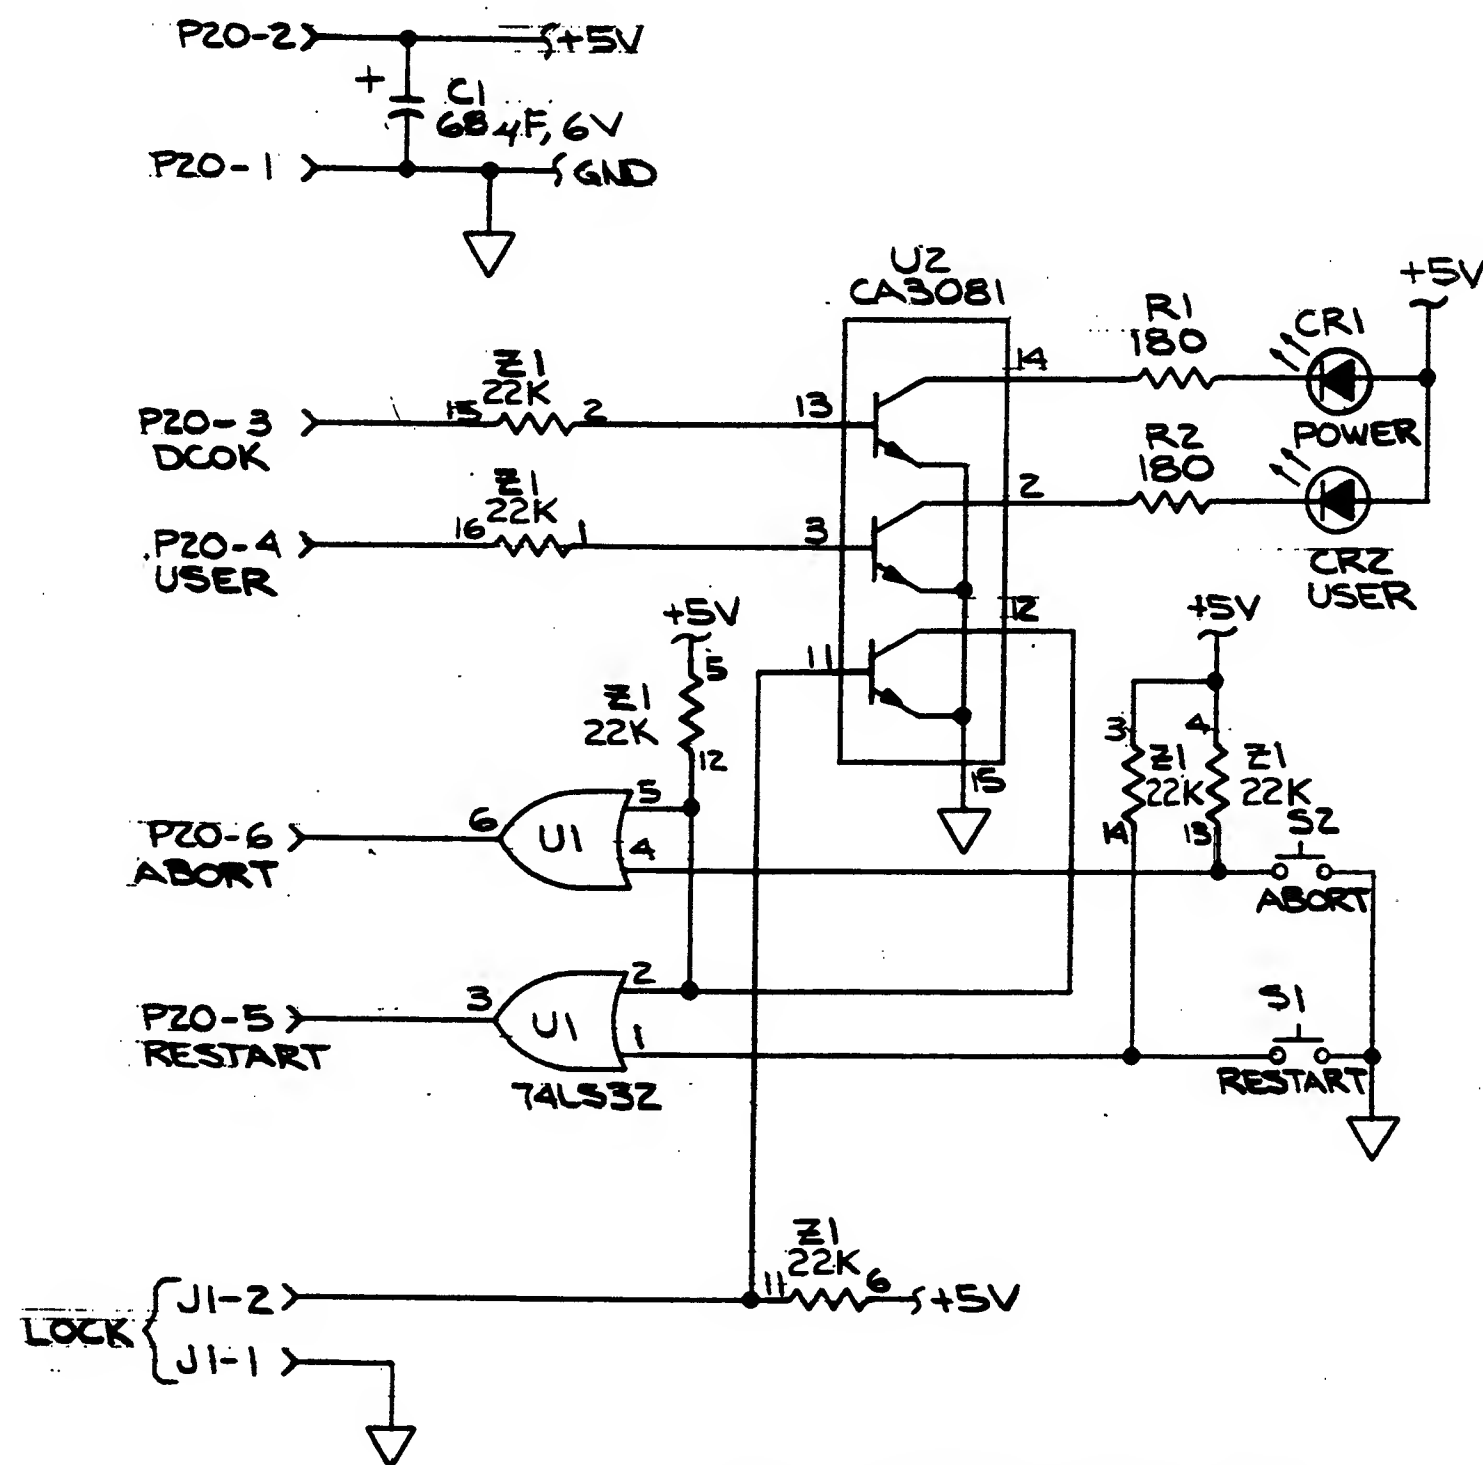 P20-2
+5V
+
C1
68µF, 6V
P20-1
GND
U2
CA3081
+5V
R1
180
CR1
14
Z1
22K
15
2
13
P20-3
DCOK
POWER
R2
180
2
Z1
22K
16
1
3
P20-4
USER
CR2
USER
12
+5V
+5V
5
11
Z1
22K
12
3
4
Z1
22K
Z1
22K
14
13
15
5
6
U1
4
P20-6
ABORT
S2
ABORT
2
3
U1
1
P20-5
RESTART
74LS32
S1
RESTART
Z1
22K
11
6
+5V
J1-2
LOCK
J1-1